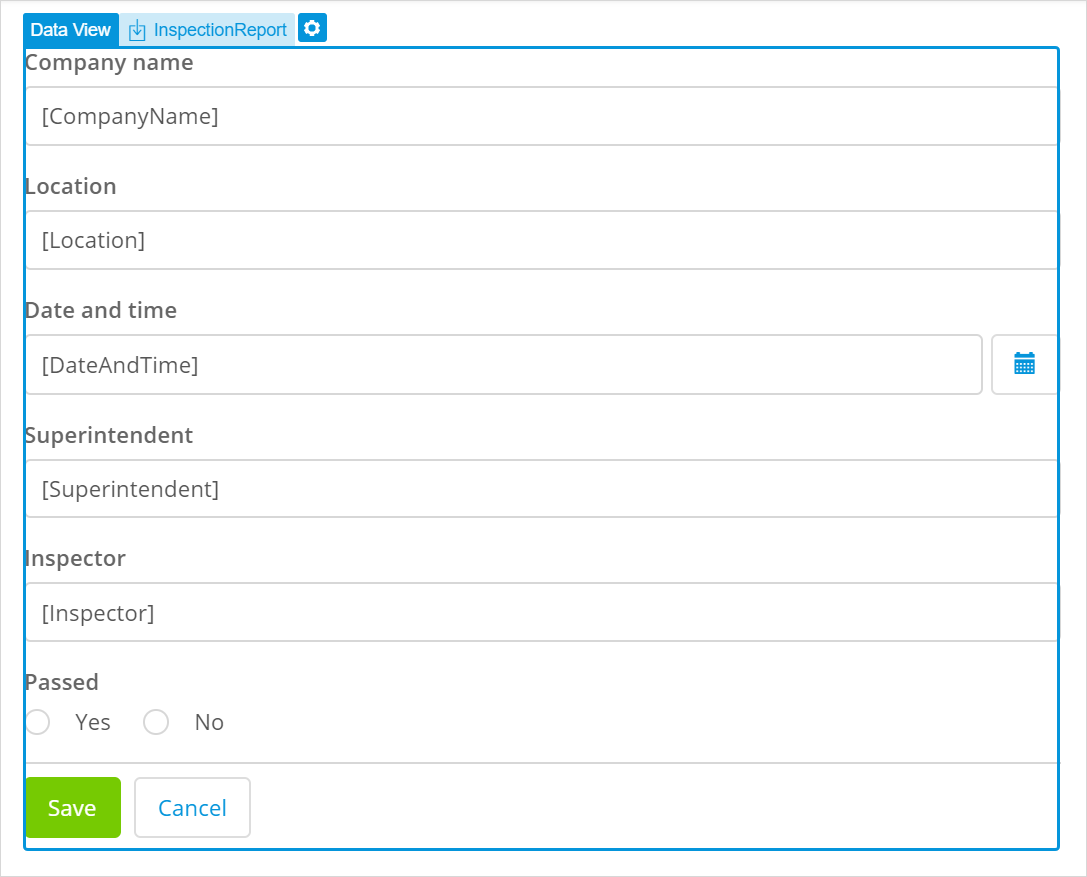 Data View InspectionReport
Company name
[CompanyName]
Location
[Location]
Date and time
[DateAndTime]
Superintendent
[Superintendent]
Inspector
[Inspector]
Passed
Yes No
Save Cancel